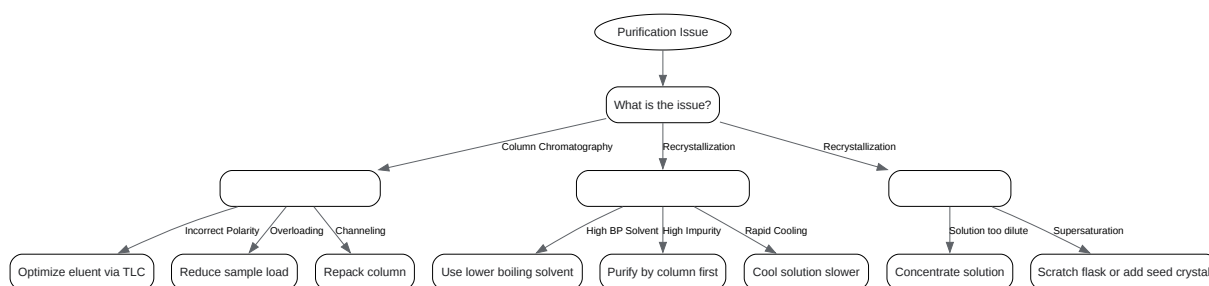 Purification Issue
What is the issue?
Column Chromatography
Recrystallization
Recrystallization
Incorrect Polarity
Overloading
Channeling
High BP Solvent
High Impurity
Rapid Cooling
Solution too dilute
Supersaturation
Optimize eluent via TLC
Reduce sample load
Repack column
Use lower boiling solvent
Purify by column first
Cool solution slower
Concentrate solution
Scratch flask or add seed crystal